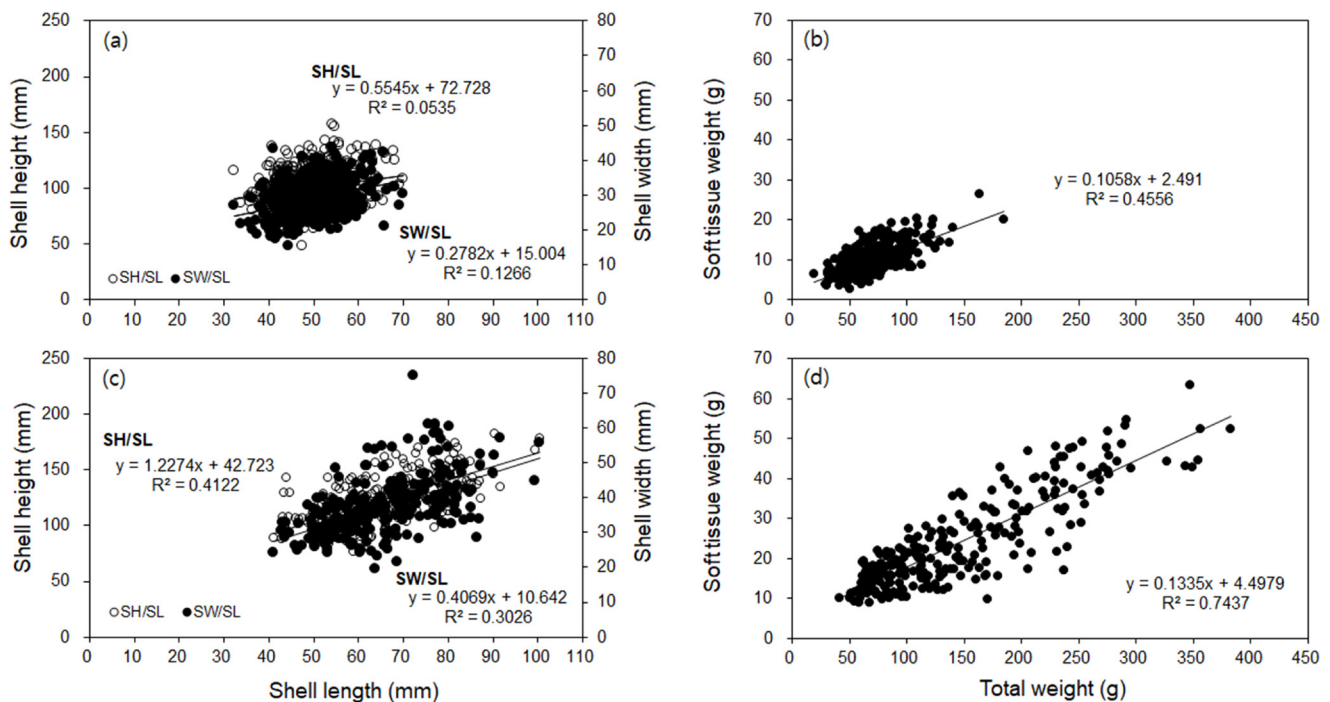 (a)
Shell height (mm)
250
200
150
100
50
0
SH/SL
y = 0.5545x + 72.728
R² = 0.0535
SW/SL
y = 0.2782x + 15.004
R² = 0.1266
SH/SL SW/SL
80
70
60
50
40
30
20
10
0
Shell width (mm)
0 10 20 30 40 50 60 70 80 90 100 110
(b)
Soft tissue weight (g)
70
60
50
40
30
20
10
0
y = 0.1058x + 2.491
R² = 0.4556
0 50 100 150 200 250 300 350 400 450
(c)
Shell height (mm)
250
200
150
100
50
0
SH/SL
y = 1.2274x + 42.723
R² = 0.4122
SW/SL
y = 0.4069x + 10.642
R² = 0.3026
SH/SL SW/SL
80
70
60
50
40
30
20
10
0
Shell width (mm)
0 10 20 30 40 50 60 70 80 90 100 110
Shell length (mm)
(d)
Soft tissue weight (g)
70
60
50
40
30
20
10
0
y = 0.1335x + 4.4979
R² = 0.7437
0 50 100 150 200 250 300 350 400 450
Total weight (g)